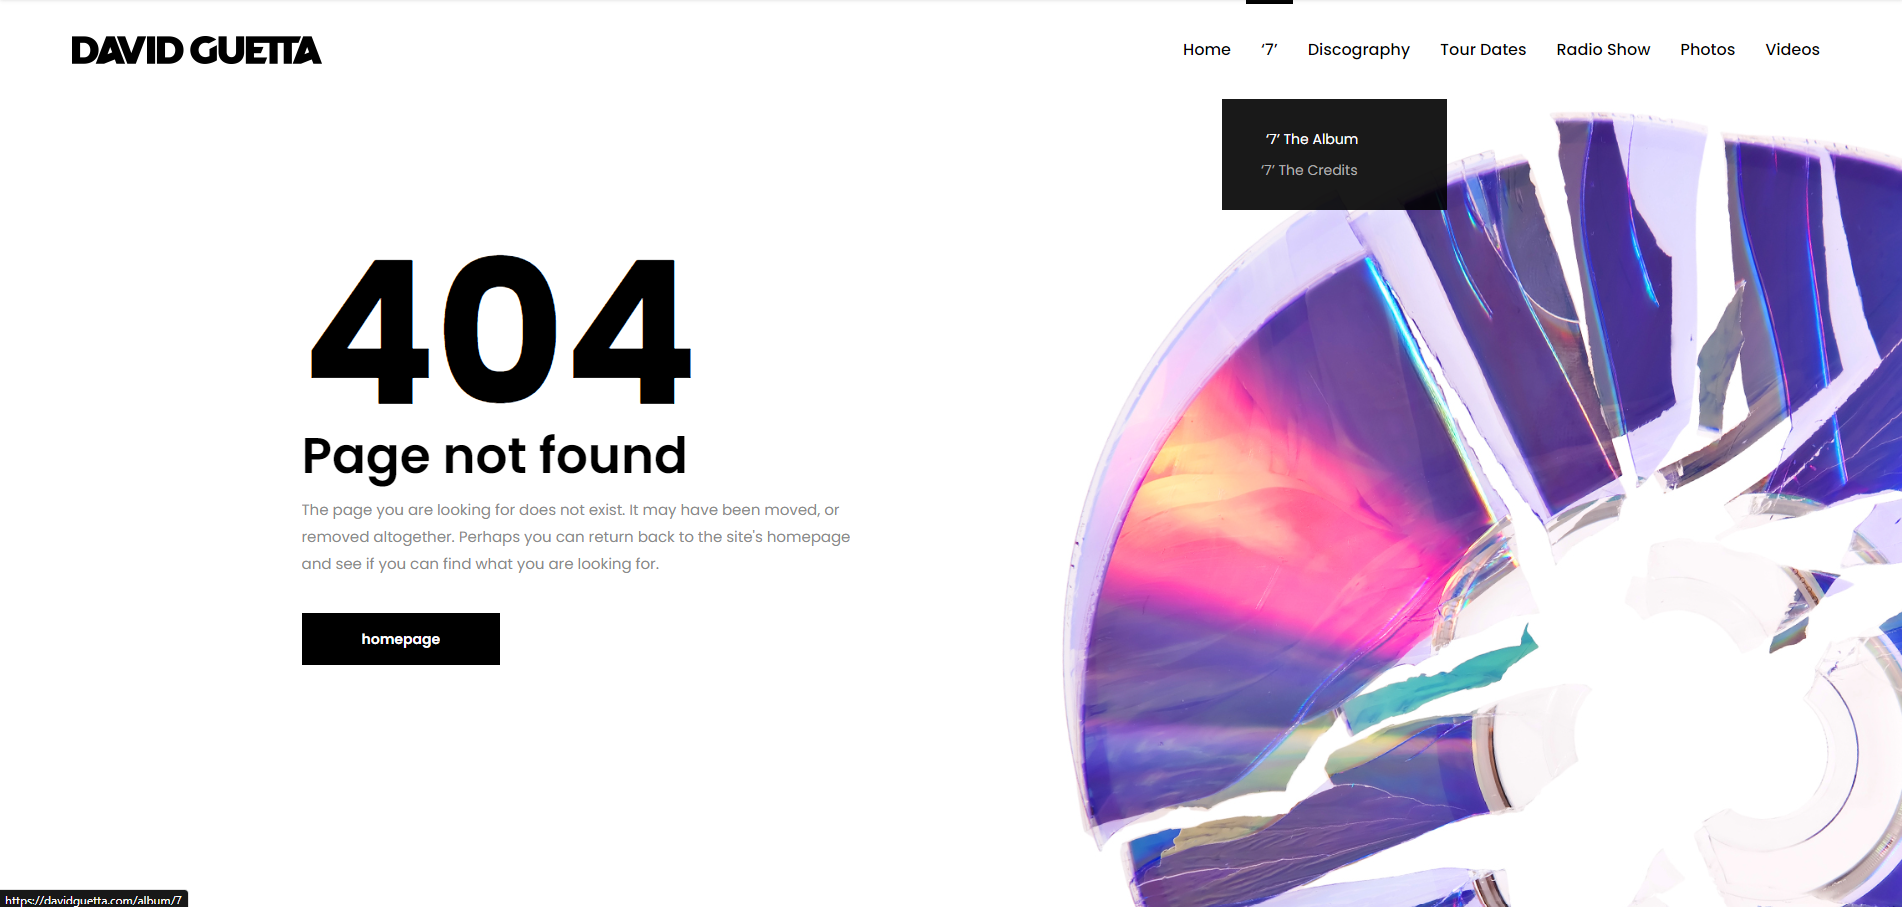 DAVID GUETTA
Home ‘7’ Discography Tour Dates Radio Show Photos Videos
‘7’ The Album
‘7’ The Credits
404
Page not found
The page you are looking for does not exist. It may have been moved, or
removed altogether. Perhaps you can return back to the site's homepage
and see if you can find what you are looking for.
homepage
https://davidguetta.com/album/7